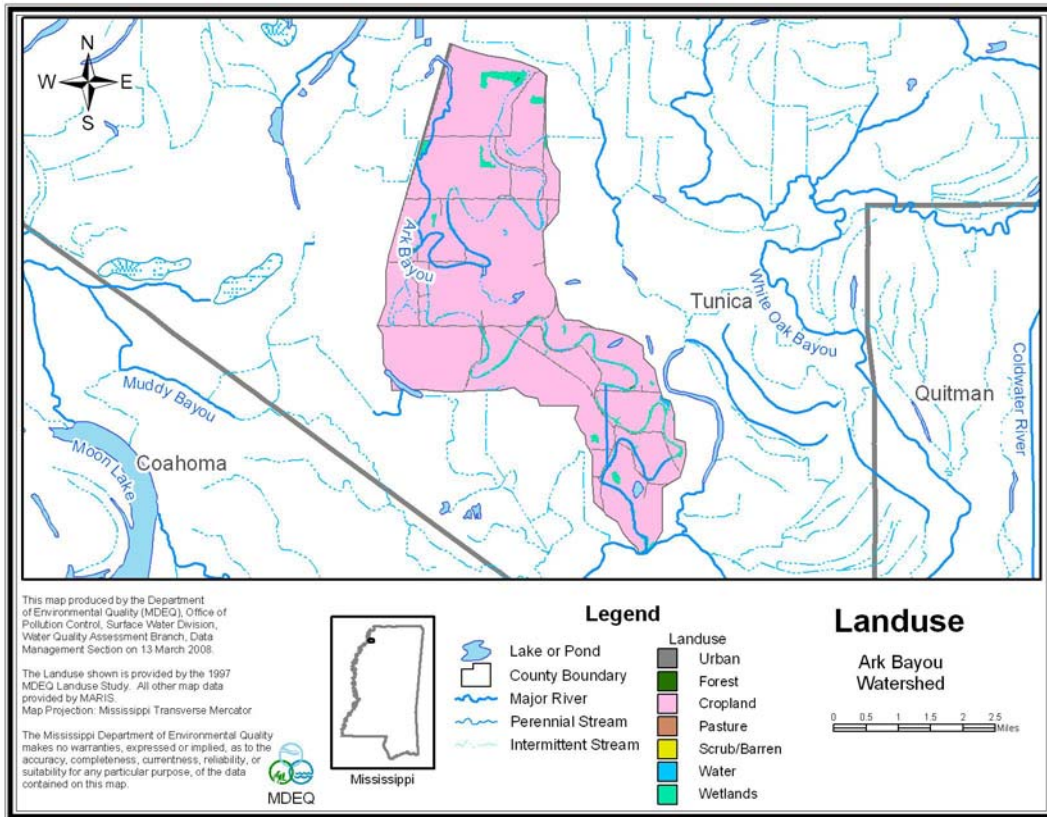 N
W
E
S
Ark Bayou
Tunica
White Oak Bayou
Quitman
Coldwater River
Muddy Bayou
Moon Lake
Coahoma
This map produced by the Department
of Environmental Quality (MDEQ), Office of
Pollution Control, Surface Water Division,
Water Quality Assessment Branch, Data
Management Section on 13 March 2008.
The Landuse shown is provided by the 1997
MDEQ Landuse Study. All other map data
provided by MARIS.
Map Projection: Mississippi Transverse Mercator
The Mississippi Department of Environmental Quality
makes no warranties, expressed or implied, as to the
accuracy, completeness, currentness, reliability, or
suitability for any particular purpose, of the data
contained on this map.
MDEQ
Mississippi
Legend
Lake or Pond
County Boundary
Major River
Perennial Stream
Intermittent Stream
Landuse
Urban
Forest
Cropland
Pasture
Scrub/Barren
Water
Wetlands
Landuse
Ark Bayou
Watershed
0 0.5 1 1.5 2 2.5
Miles